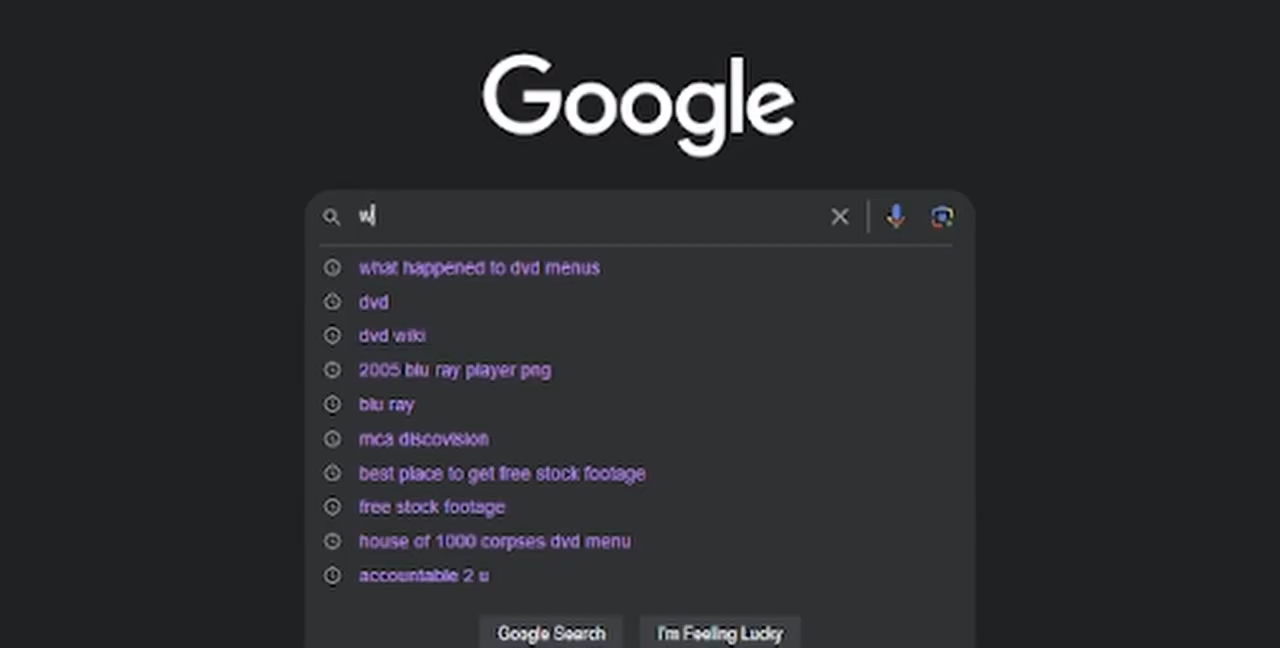 Google
w
what happened to dvd menus
dvd
dvd wiki
2005 blu ray player png
blu ray
mca discovision
best place to get free stock footage
free stock footage
house of 1000 corpses dvd menu
accountable 2 u
Google Search
I'm Feeling Lucky